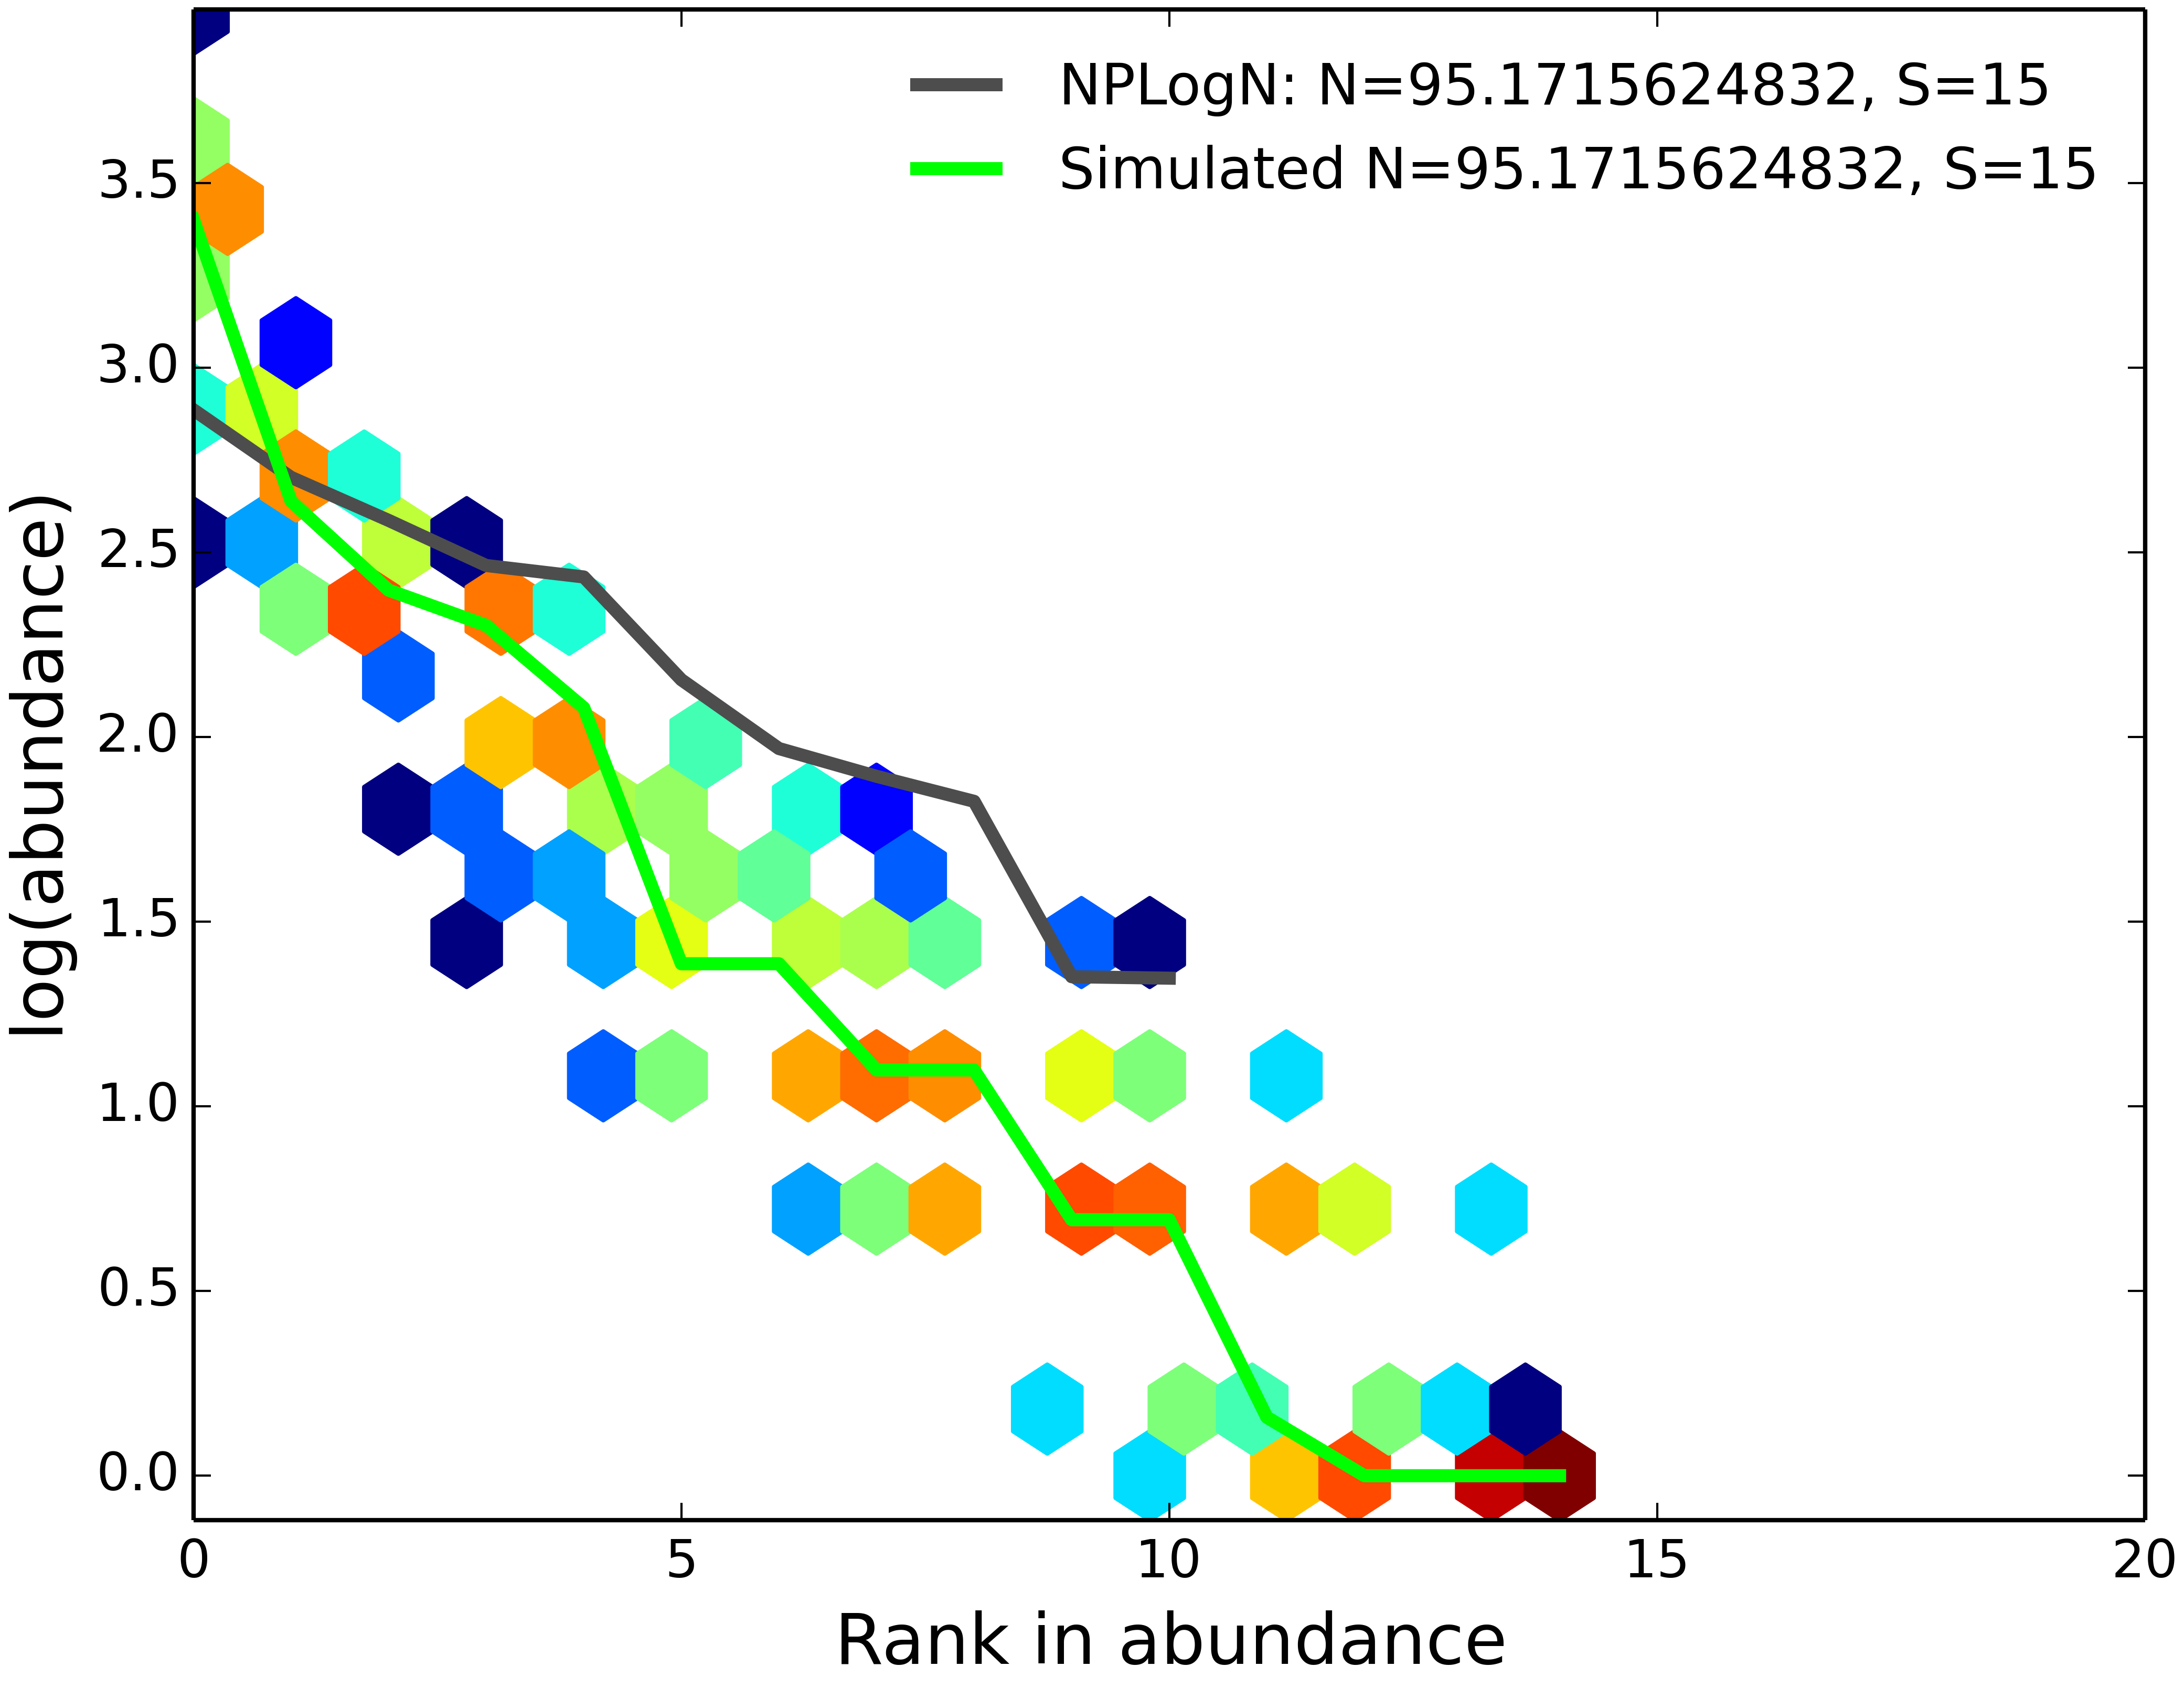 NPLogN: N=95.1715624832, S=15
Simulated N=95.1715624832, S=15
3.5
3.0
2.5
2.0
1.5
1.0
0.5
0.0
log(abundance)
0 5 10 15 20
Rank in abundance